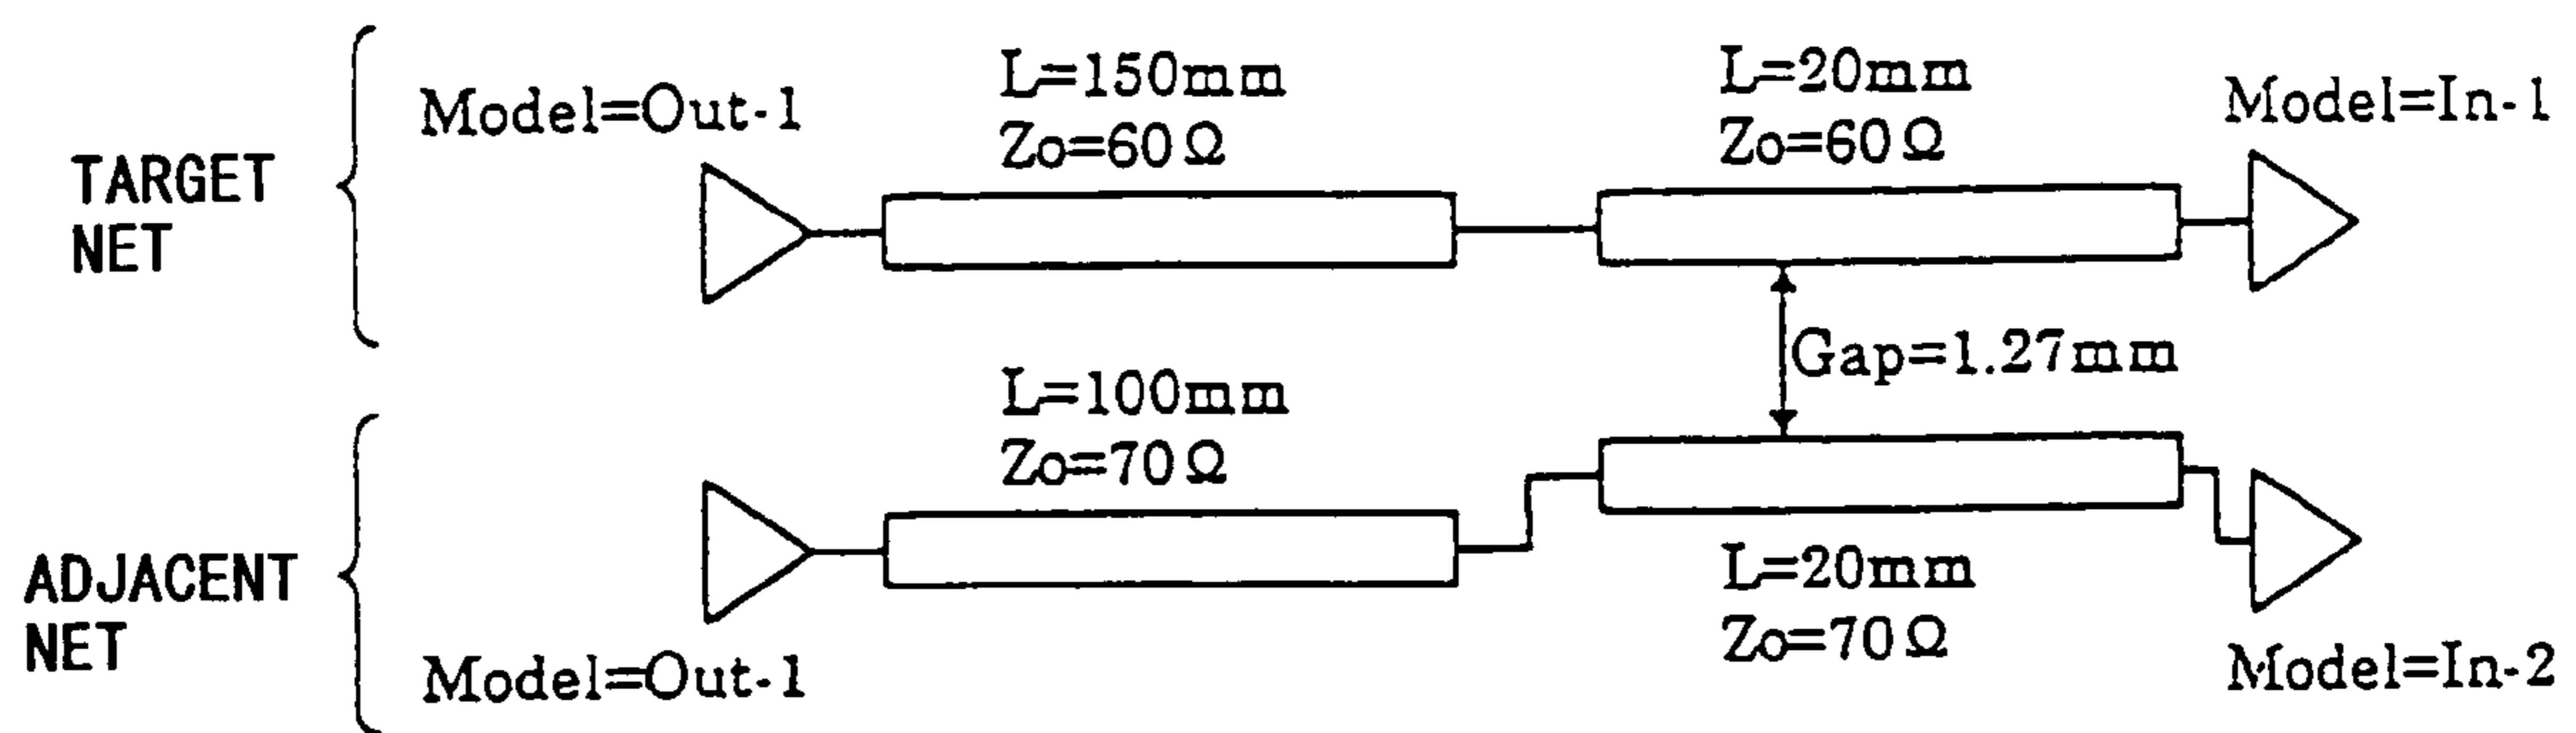 TARGET
NET
Model=Out-1
L=150mm
Zo=60Ω
L=20mm
Zo=60Ω
Model=In-1
Gap=1.27mm
ADJACENT
NET
Model=Out-1
L=100mm
Zo=70Ω
L=20mm
Zo=70Ω
Model=In-2